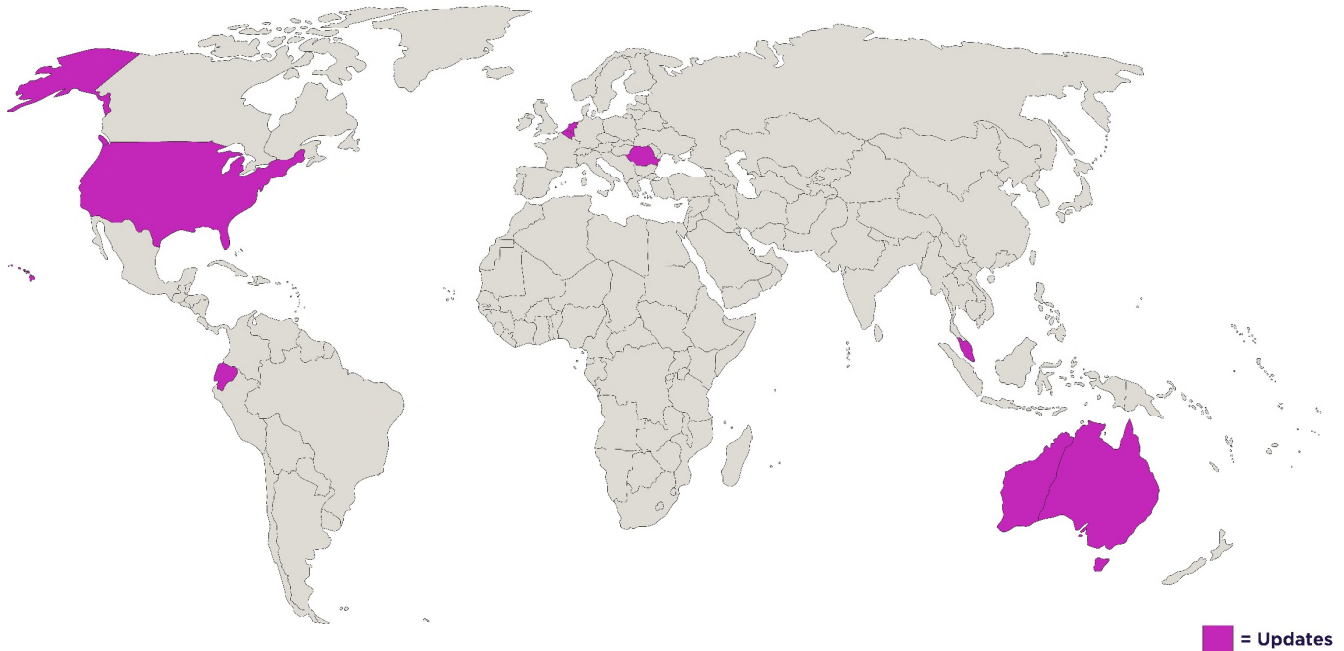 = Updates